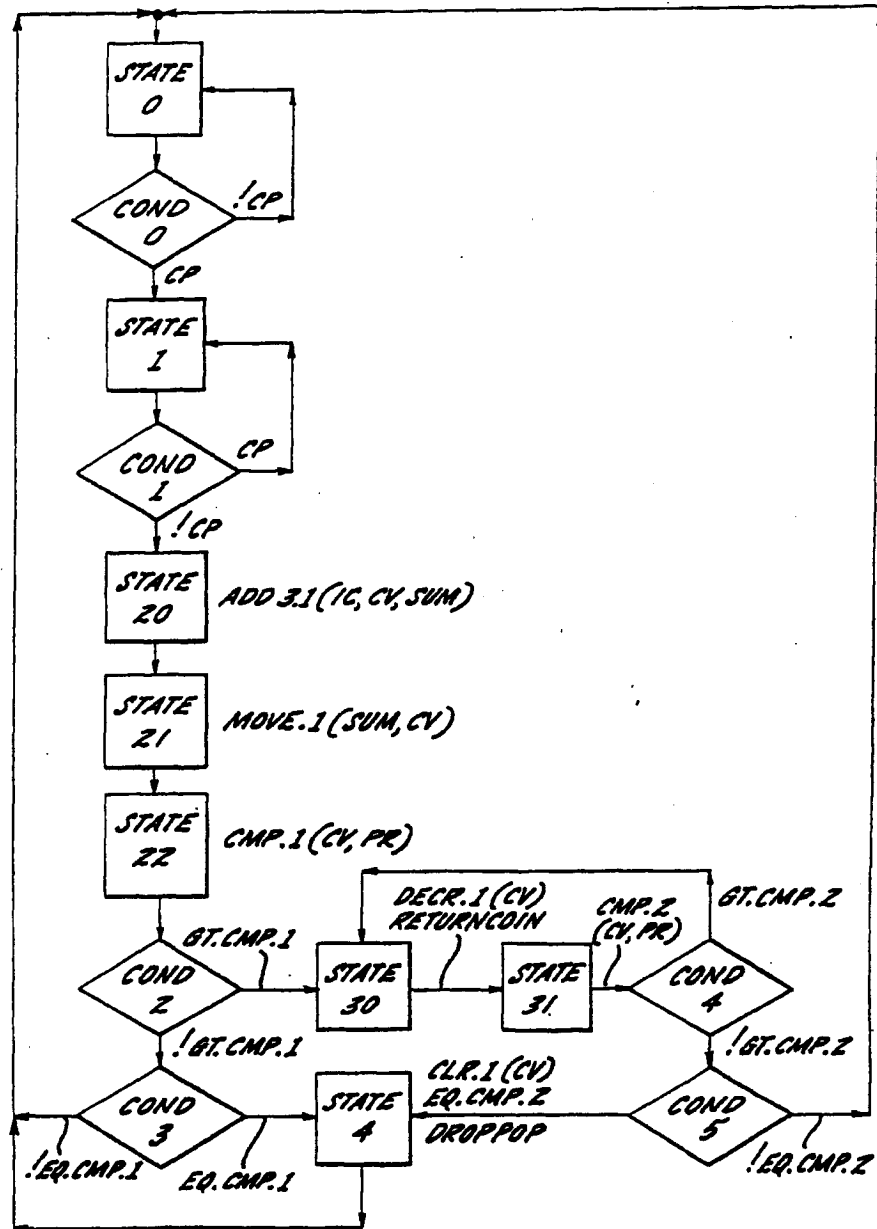 STATE
0
COND
0
!CP
CP
STATE
1
COND
1
CP
!CP
STATE
20
ADD 3.1 (IC, CV, SUM)
STATE
21
MOVE.1 (SUM, CV)
STATE
22
CMP.1 (CV, PR)
GT.CMP.1
DECR.1 (CV)
RETURNCOIN
CMP.2
(CV, PR)
GT.CMP.2
COND
2
STATE
30
STATE
31
COND
4
!GT.CMP.1
!GT.CMP.2
COND
3
STATE
4
CLR.1 (CV)
EQ.CMP.2
DROPPOP
COND
5
!EQ.CMP.1
EQ.CMP.1
!EQ.CMP.2